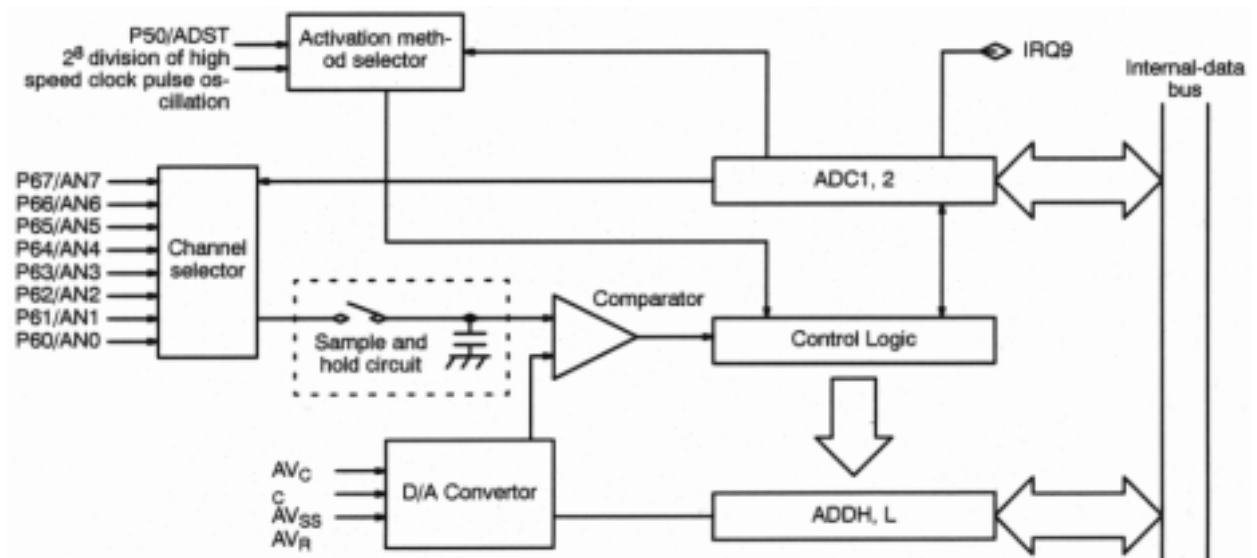 P50/ADST
2⁸ division of high
speed clock pulse os-
cillation
Activation meth-
od selector
IRQ9
Internal-data
bus
ADC1, 2
P67/AN7
P66/AN6
P65/AN5
P64/AN4
P63/AN3
P62/AN2
P61/AN1
P60/AN0
Channel
selector
Sample and
hold circuit
Comparator
Control Logic
AVC
C
AVSS
AVR
D/A Convertor
ADDH, L